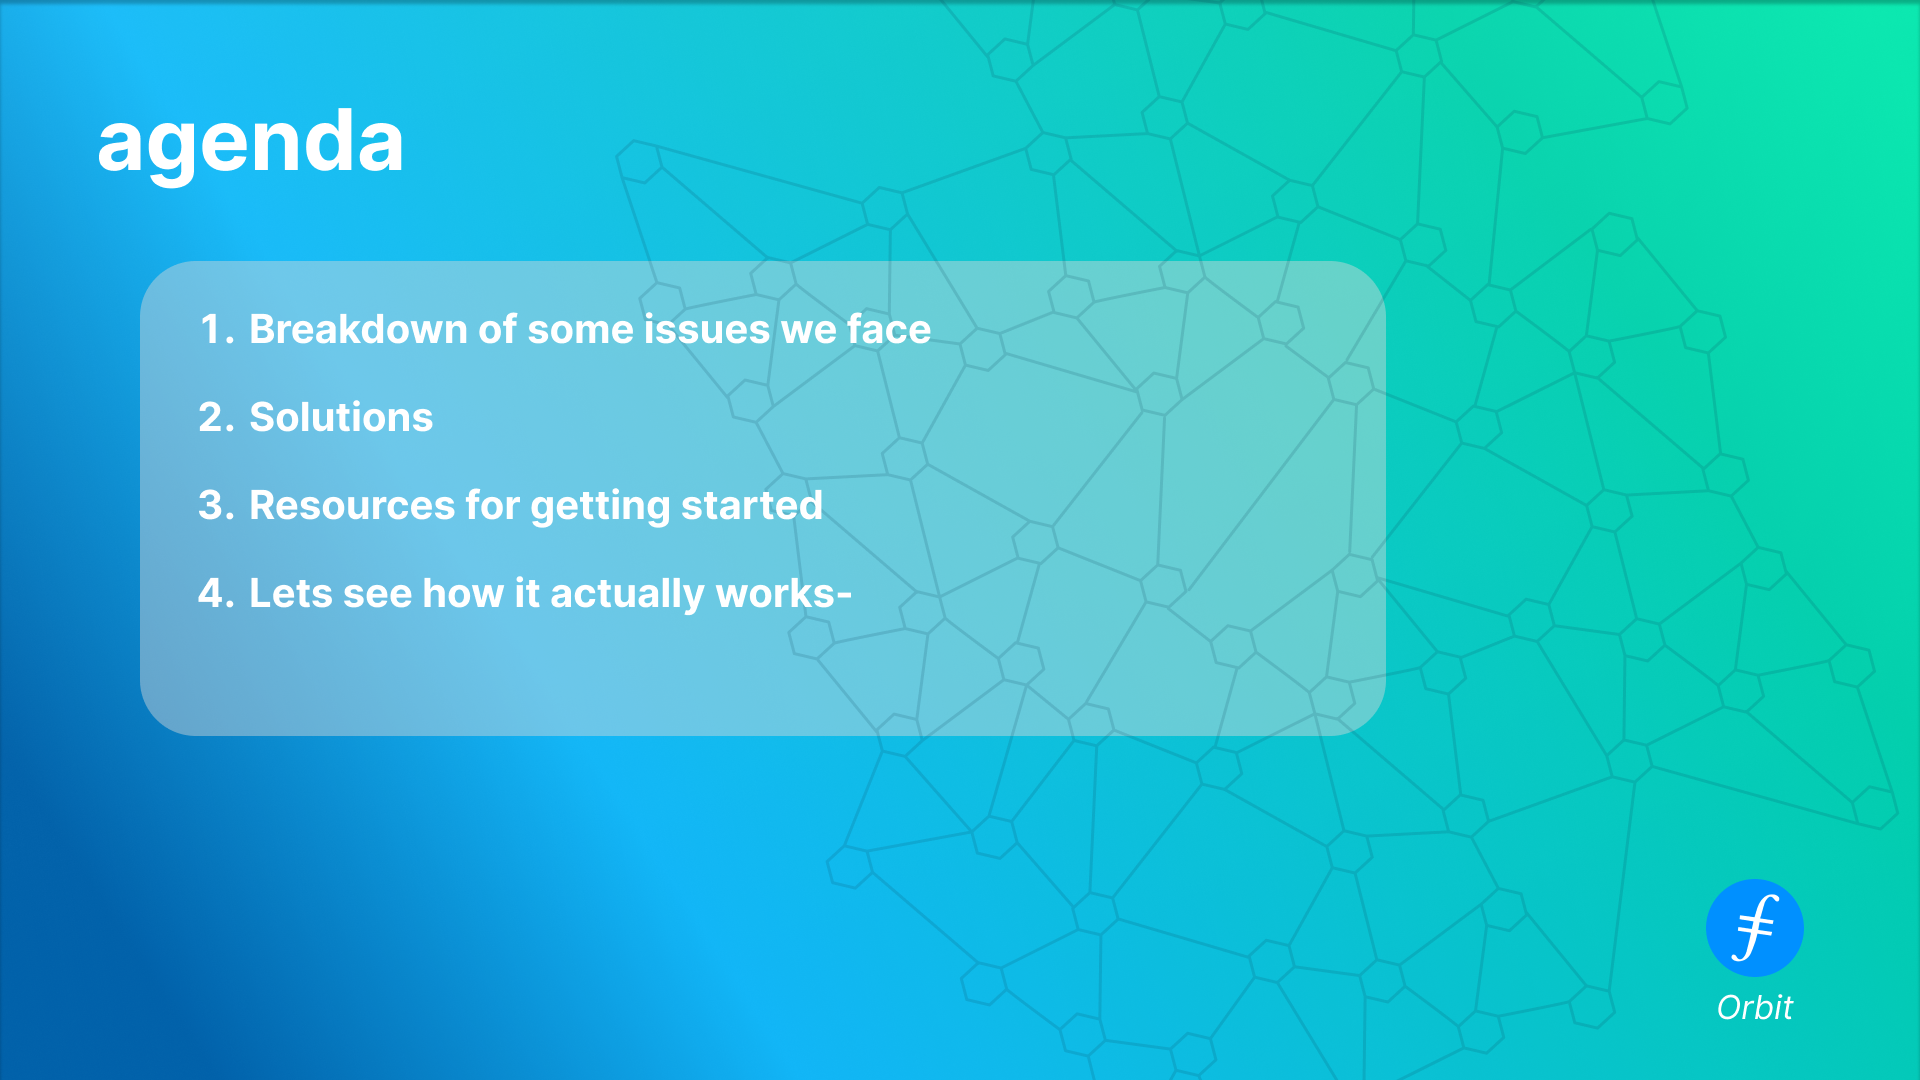 agenda
1. Breakdown of some issues we face
2. Solutions
3. Resources for getting started
4. Lets see how it actually works-
Orbit